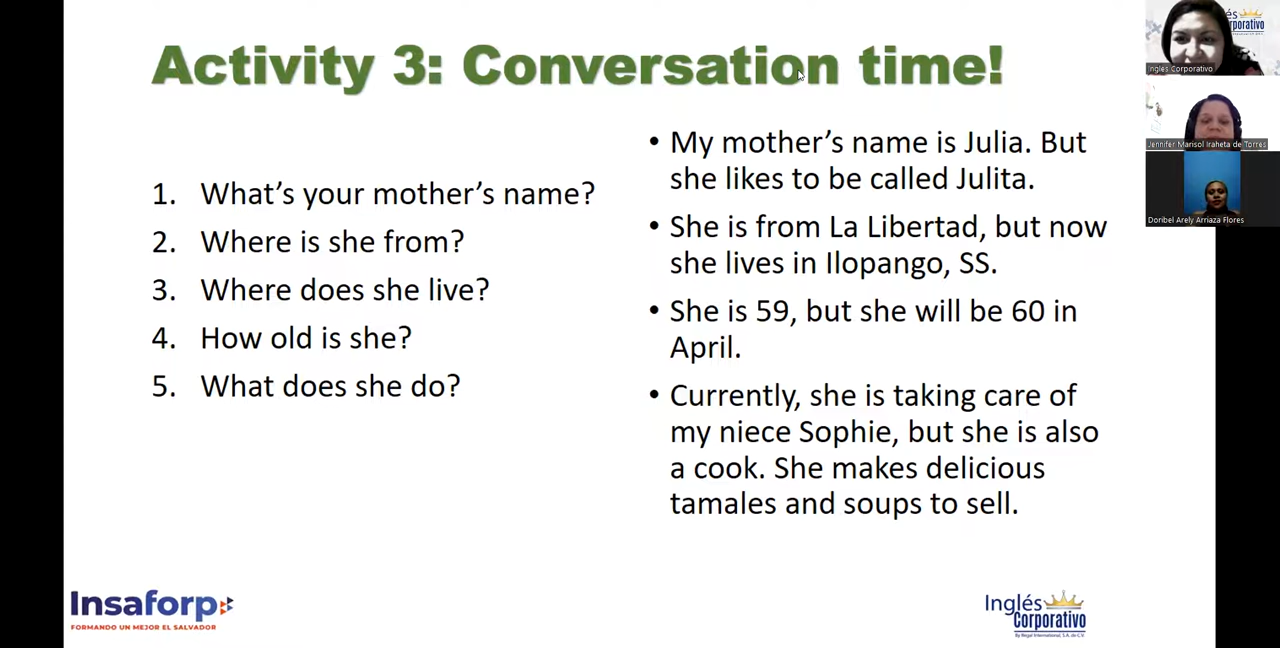 Activity 3: Conversation time!
1. What's your mother's name?
2. Where is she from?
3. Where does she live?
4. How old is she?
5. What does she do?
• My mother's name is Julia. But
she likes to be called Julita.
• She is from La Libertad, but now
she lives in Ilopango, SS.
• She is 59, but she will be 60 in
April.
• Currently, she is taking care of
my niece Sophie, but she is also
a cook. She makes delicious
tamales and soups to sell.
Insaforp
FORMANDO UN MEJOR EL SALVADOR
Inglés
Corporativo
By Regal International, S.A. de C.V.
Inglés Corporativo
Jennifer Marisol Iraheta de Torres
Doribel Arely Arriaza Flores